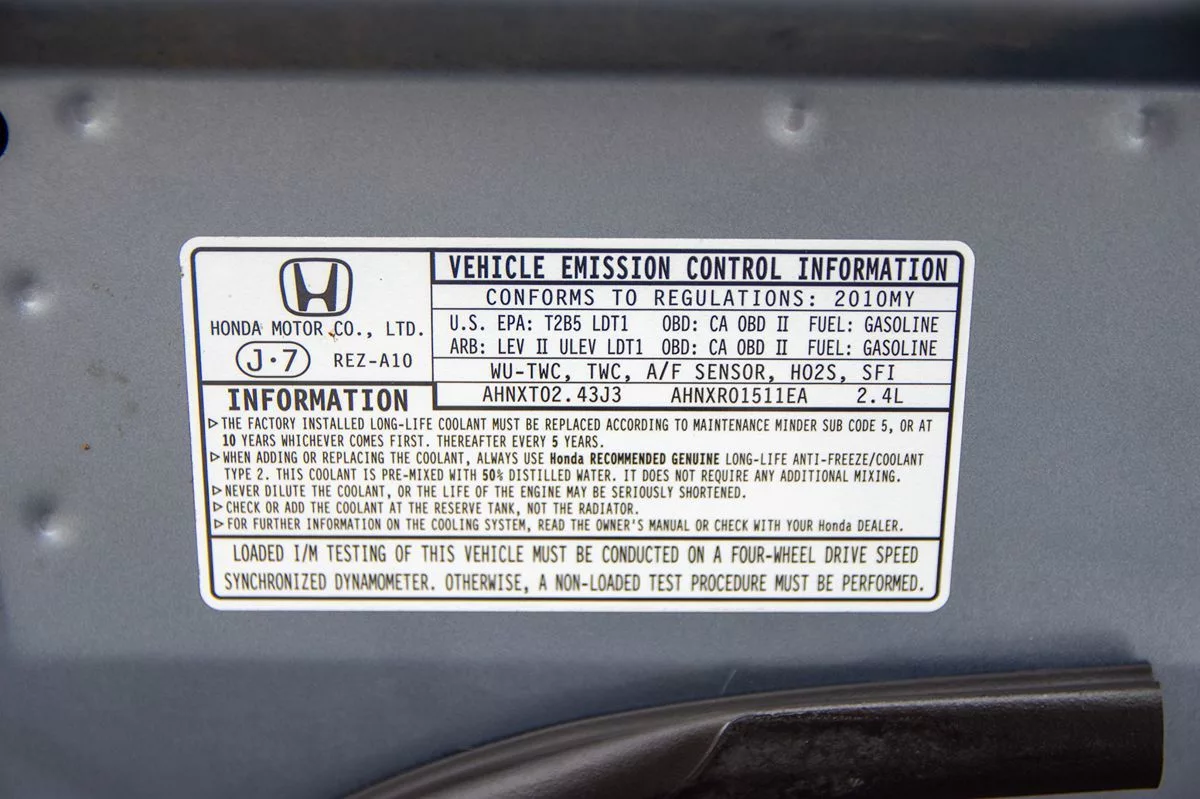 HONDA MOTOR CO., LTD.
J·7 REZ-A10
VEHICLE EMISSION CONTROL INFORMATION
CONFORMS TO REGULATIONS: 2010MY
U.S. EPA: T2B5 LDT1 OBD: CA OBD II FUEL: GASOLINE
ARB: LEV II ULEV LDT1 OBD: CA OBD II FUEL: GASOLINE
WU-TWC, TWC, A/F SENSOR, HO2S, SFI
AHNXT02.43J3 AHNXR01511EA 2.4L
INFORMATION
▷THE FACTORY INSTALLED LONG-LIFE COOLANT MUST BE REPLACED ACCORDING TO MAINTENANCE MINDER SUB CODE 5, OR AT
10 YEARS WHICHEVER COMES FIRST. THEREAFTER EVERY 5 YEARS.
▷WHEN ADDING OR REPLACING THE COOLANT, ALWAYS USE Honda RECOMMENDED GENUINE LONG-LIFE ANTI-FREEZE/COOLANT
TYPE 2. THIS COOLANT IS PRE-MIXED WITH 50% DISTILLED WATER. IT DOES NOT REQUIRE ANY ADDITIONAL MIXING.
▷NEVER DILUTE THE COOLANT, OR THE LIFE OF THE ENGINE MAY BE SERIOUSLY SHORTENED.
▷CHECK OR ADD THE COOLANT AT THE RESERVE TANK, NOT THE RADIATOR.
▷FOR FURTHER INFORMATION ON THE COOLING SYSTEM, READ THE OWNER'S MANUAL OR CHECK WITH YOUR Honda DEALER.
LOADED I/M TESTING OF THIS VEHICLE MUST BE CONDUCTED ON A FOUR-WHEEL DRIVE SPEED
SYNCHRONIZED DYNAMOMETER. OTHERWISE, A NON-LOADED TEST PROCEDURE MUST BE PERFORMED.